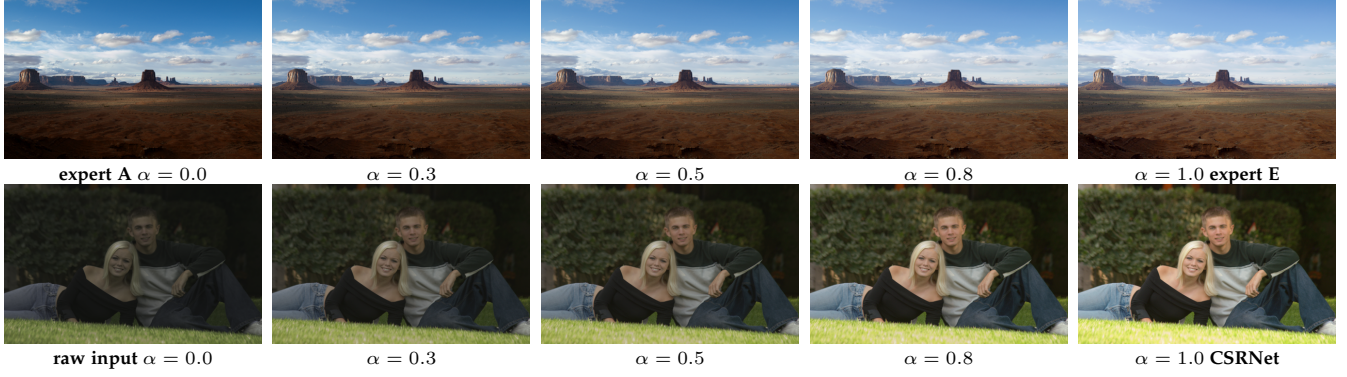 expert A α = 0.0 α = 0.3 α = 0.5 α = 0.8 α = 1.0 expert E
raw input α = 0.0 α = 0.3 α = 0.5 α = 0.8 α = 1.0 CSRNet